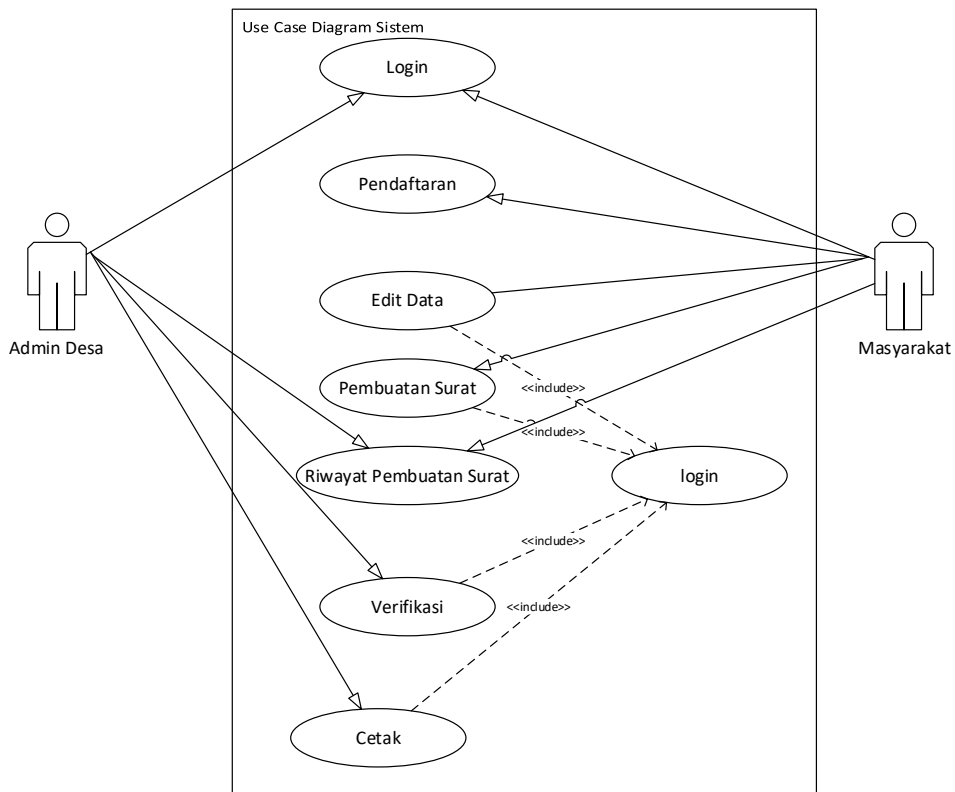 Use Case Diagram Sistem
Login
Pendaftaran
Edit Data
Admin Desa
Masyarakat
Pembuatan Surat
<<include>>
<<include>>
Riwayat Pembuatan Surat
login
<<include>>
Verifikasi
<<include>>
Cetak